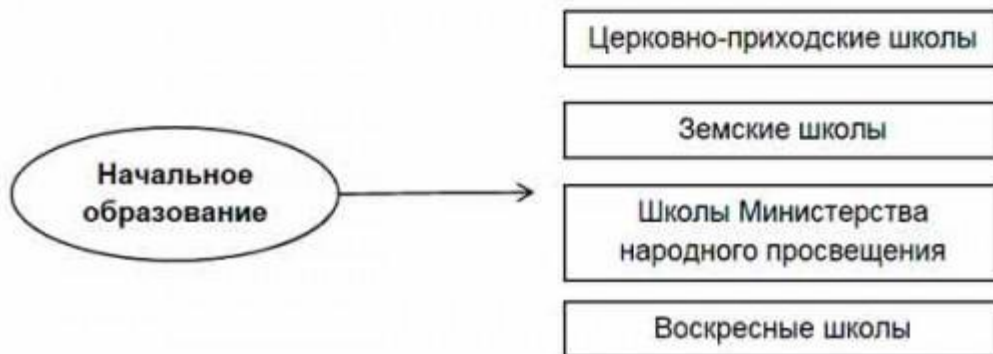 Церковно-приходские школы
Земские школы
Начальное
образование
Школы Министерства
народного просвещения
Воскресные школы